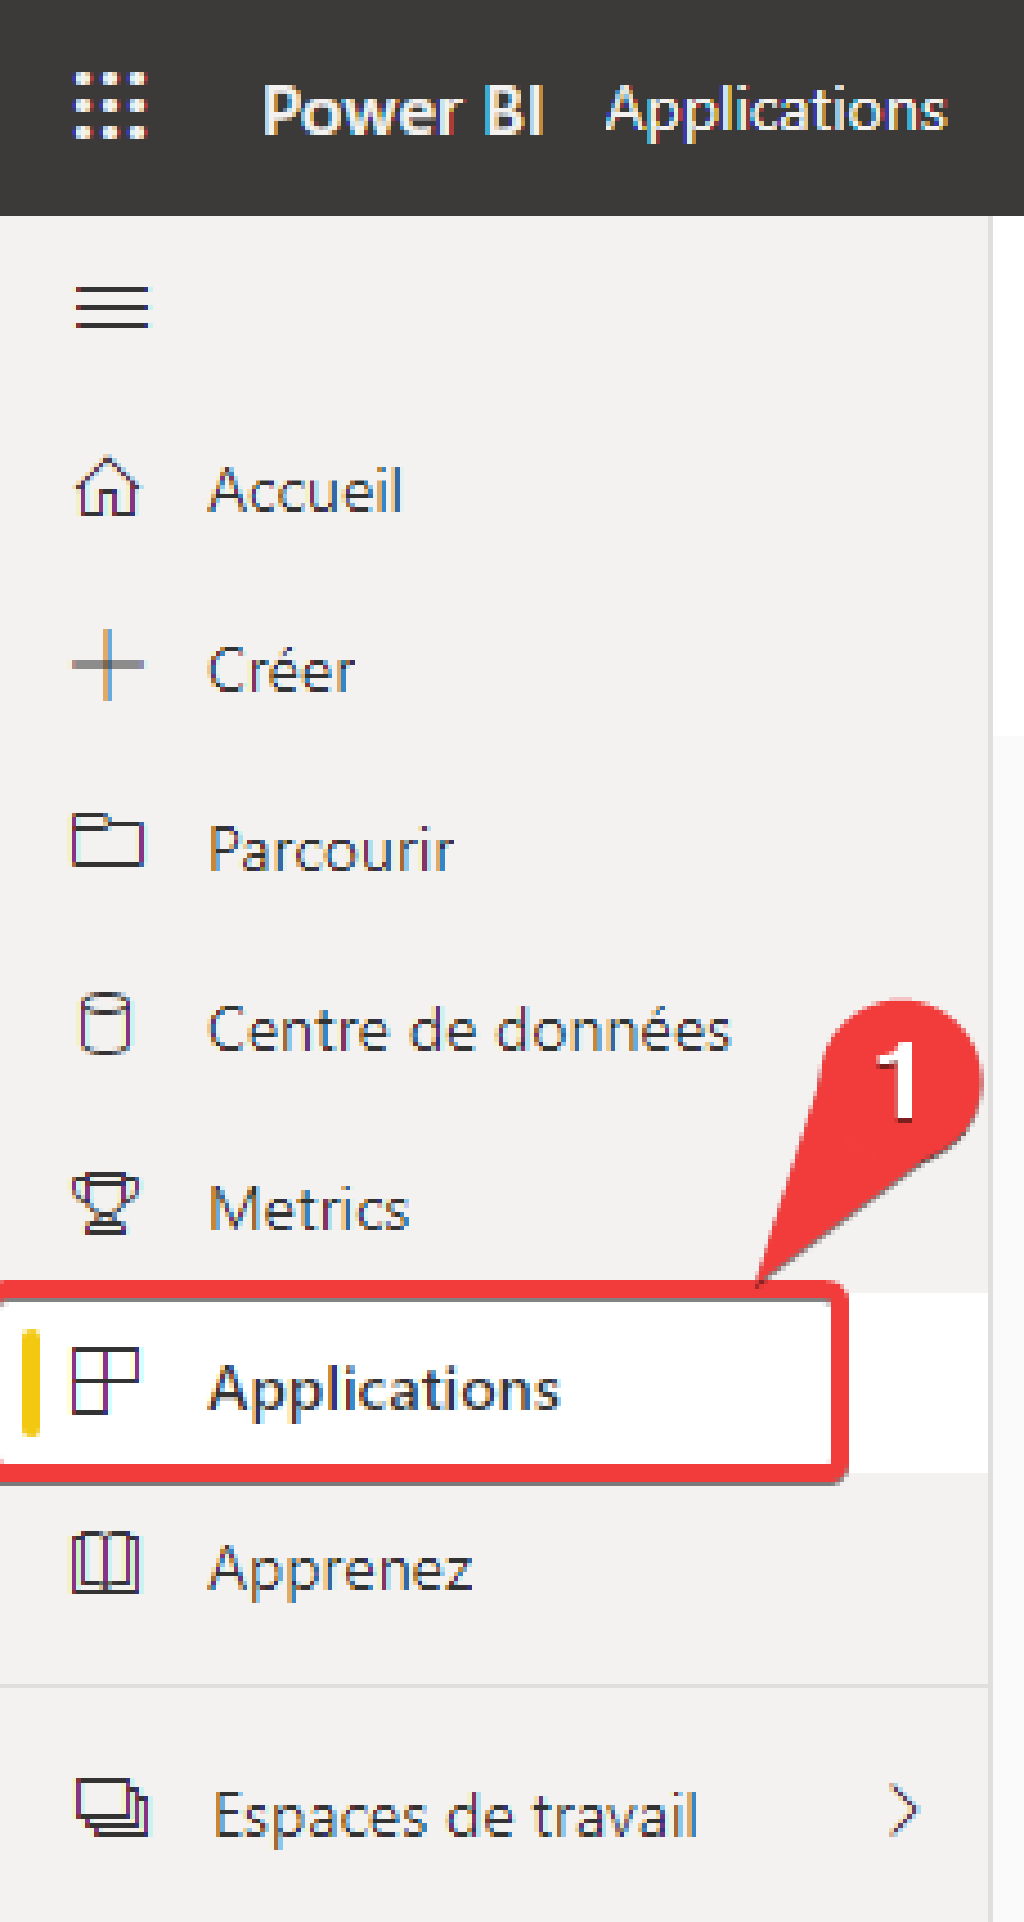 Power BI Applications
Accueil
Créer
Parcourir
Centre de données
1
Metrics
Applications
Apprenez
Espaces de travail